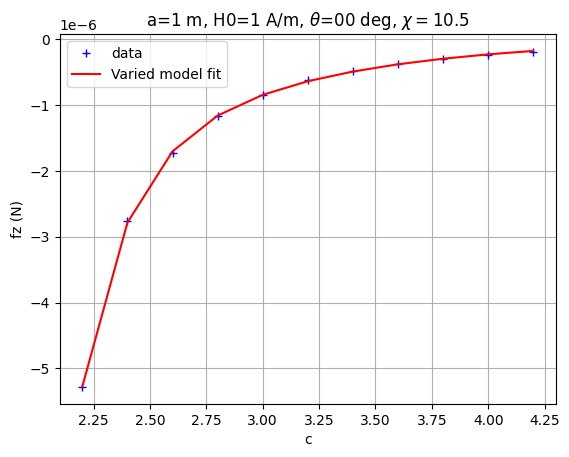 a=1 m, H0=1 A/m, θ=00 deg, χ = 10.5
1e−6
data
Varied model fit
0
−1
−2
−3
−4
−5
fz (N)
2.25 2.50 2.75 3.00 3.25 3.50 3.75 4.00 4.25
c